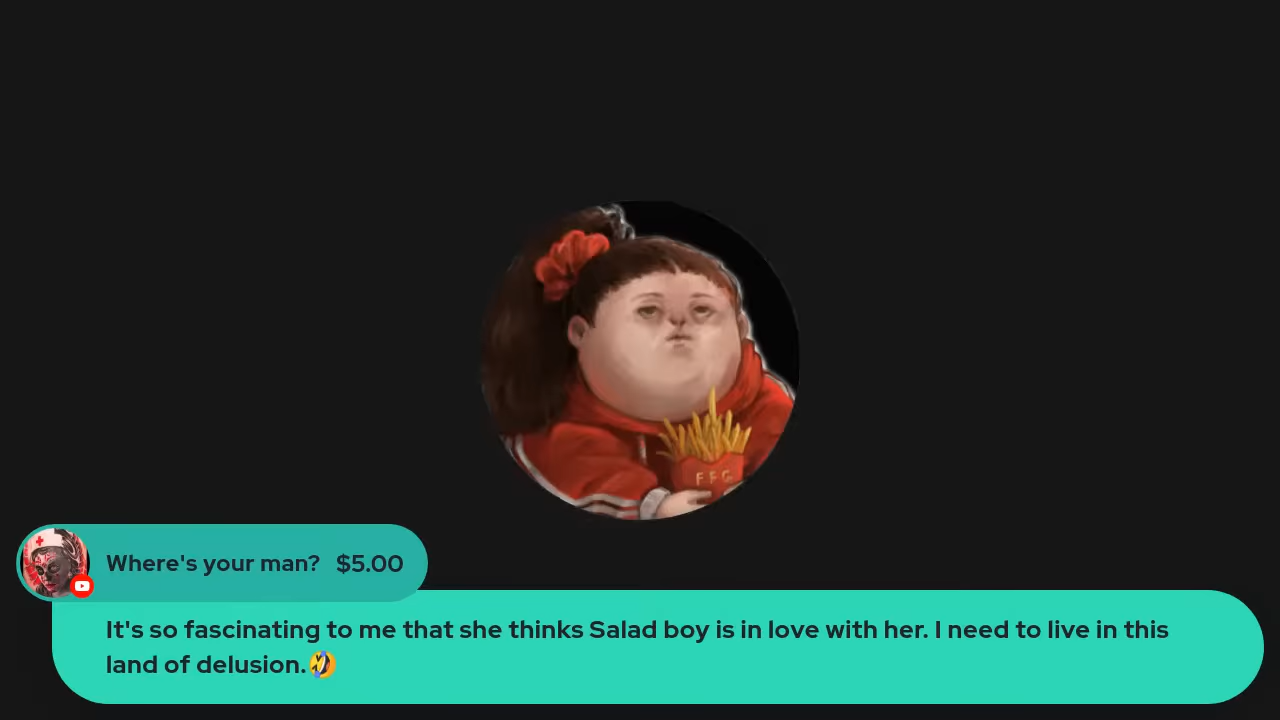 FFG
Where's your man? $5.00
It's so fascinating to me that she thinks Salad boy is in love with her. I need to live in this
land of delusion.🤣